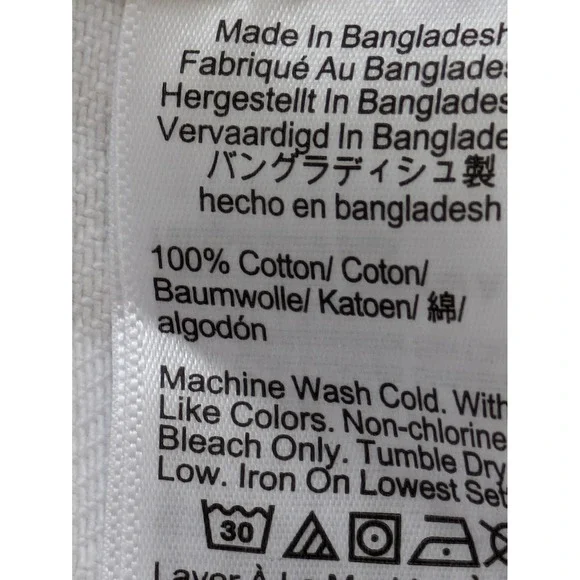 Made In Bangladesh
Fabriqué Au Banglades
Hergestellt In Banglades
Vervaardigd In Banglade
バングラディシュ製
hecho en bangladesh
100% Cotton/ Coton/
Baumwolle/ Katoen/ 綿/
algodón
Machine Wash Cold. With
Like Colors. Non-chlorine
Bleach Only. Tumble Dry
Low. Iron On Lowest Set
30
Laver À La